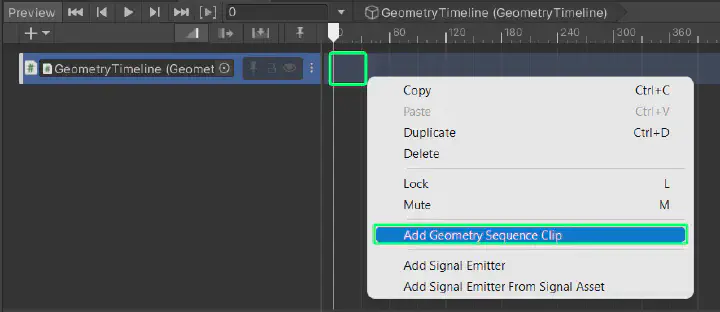 Preview 0 GeometryTimeline (GeometryTimeline)
0 60 120 180 240 300 360
GeometryTimeline (Geomet
Copy Ctrl+C
Paste Ctrl+V
Duplicate Ctrl+D
Delete
Lock L
Mute M
Add Geometry Sequence Clip
Add Signal Emitter
Add Signal Emitter From Signal Asset